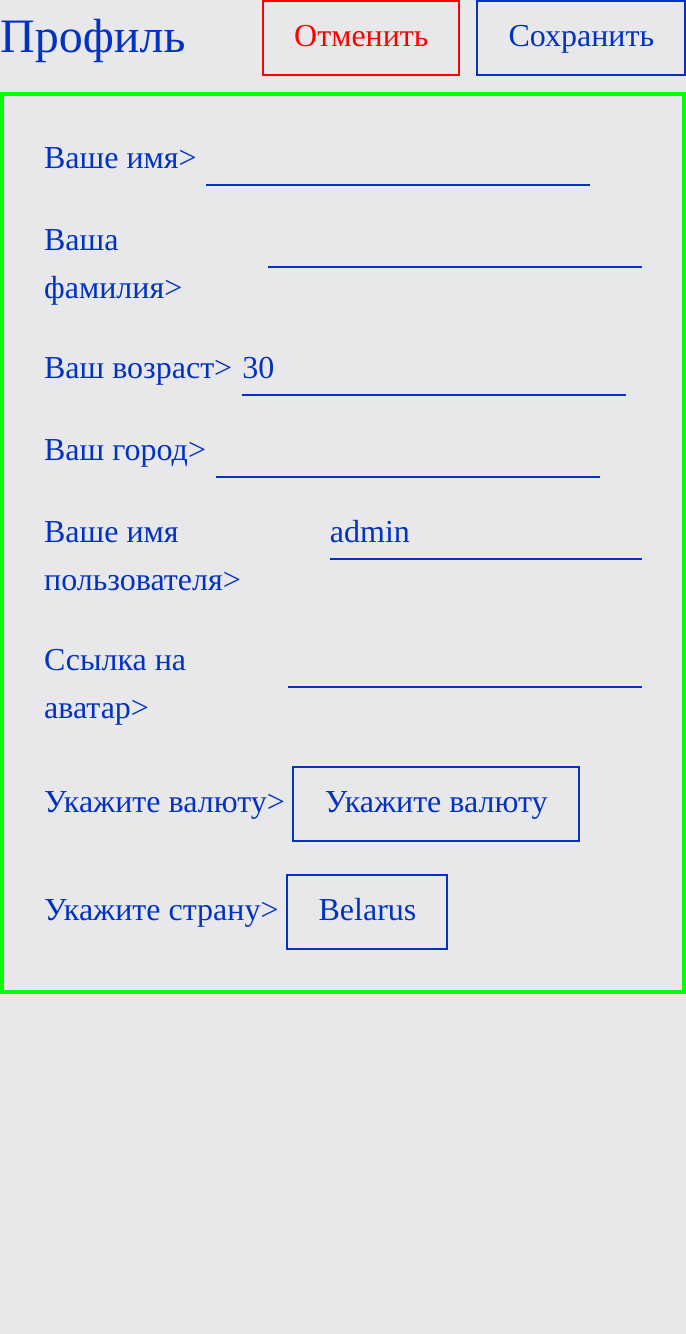 Профиль Отменить Сохранить
Ваше имя>
Ваша
фамилия>
Ваш возраст> 30
Ваш город>
Ваше имя admin
пользователя>
Ссылка на
аватар>
Укажите валюту> Укажите валюту
Укажите страну> Belarus